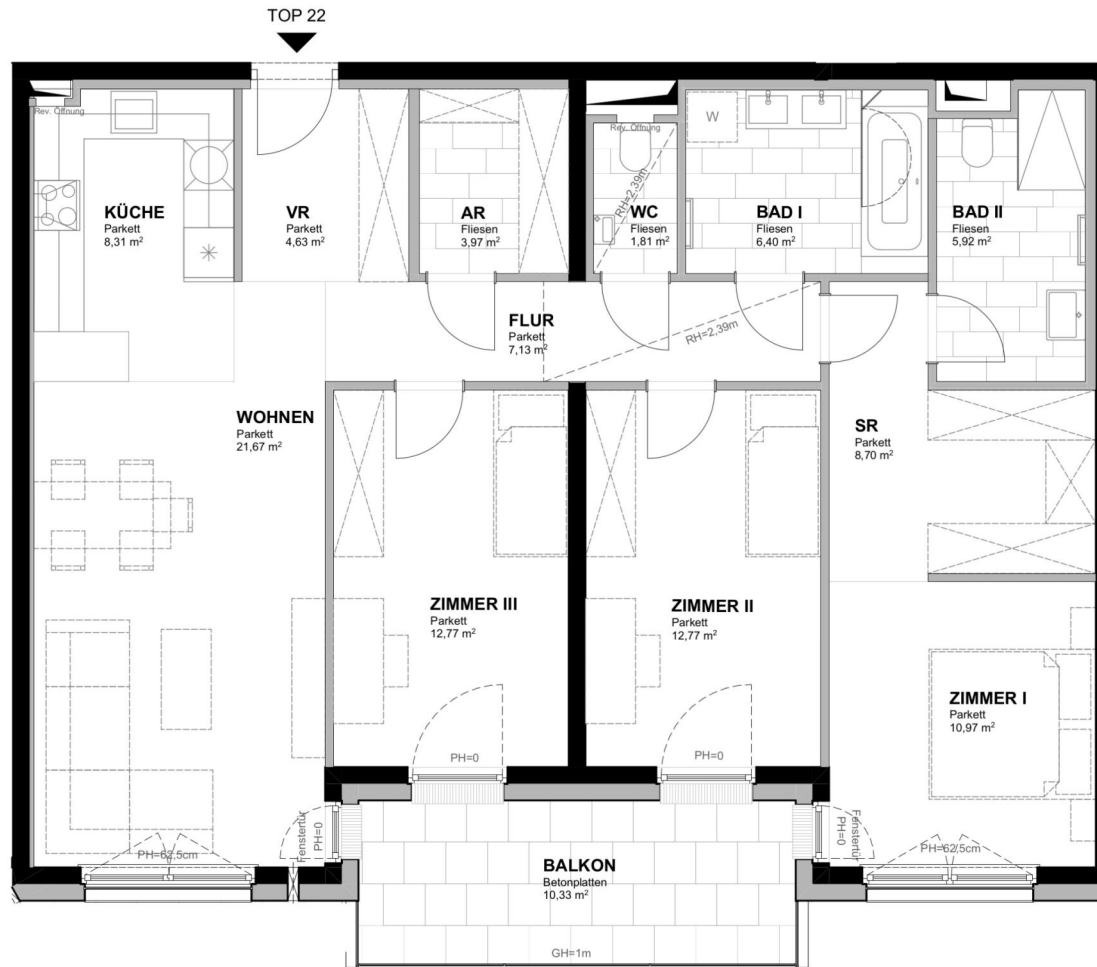 TOP 22
Rev. Öffnung
KÜCHE
Parkett
8,31 m²
VR
Parkett
4,63 m²
AR
Fliesen
3,97 m²
Rev. Öffnung
RH=2,39m
WC
Fliesen
1,81 m²
W
BAD I
Fliesen
6,40 m²
BAD II
Fliesen
5,92 m²
FLUR
Parkett
7,13 m²
RH=2,39m
WOHNEN
Parkett
21,67 m²
SR
Parkett
8,70 m²
ZIMMER III
Parkett
12,77 m²
ZIMMER II
Parkett
12,77 m²
ZIMMER I
Parkett
10,97 m²
PH=0
PH=0
Fenstertür
PH=0
Fenstertür
PH=0
PH=62,5cm
PH=62,5cm
BALKON
Betonplatten
10,33 m²
GH=1m